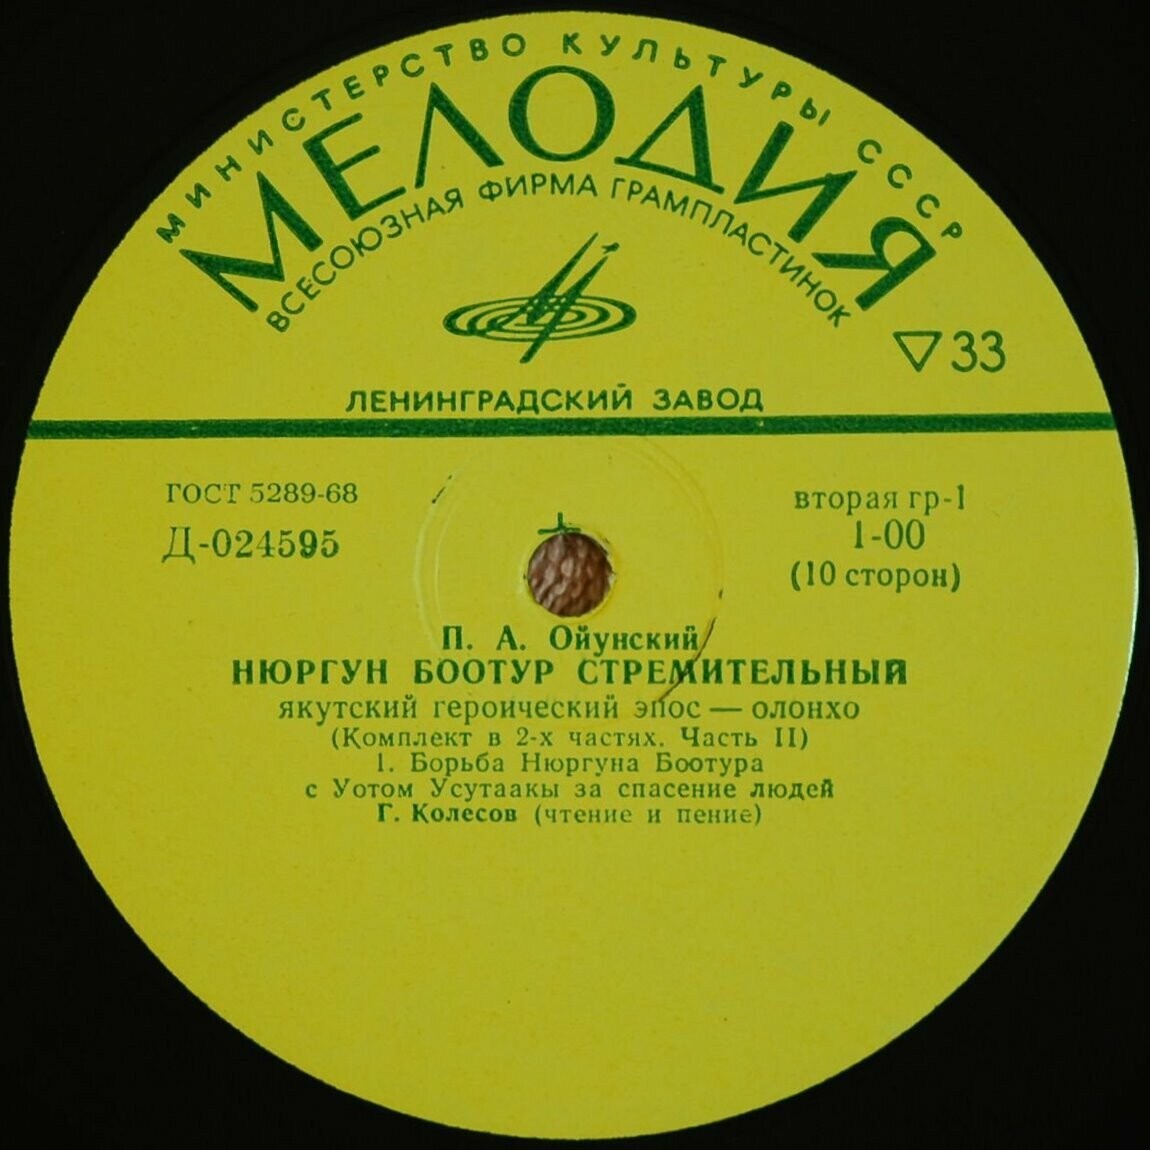 МИНИСТЕРСТВО КУЛЬТУРЫ СССР
МЕЛОДИЯ
ВСЕСОЮЗНАЯ ФИРМА ГРАМПЛАСТИНОК
33
ЛЕНИНГРАДСКИЙ ЗАВОД
ГОСТ 5289-68
вторая гр-1
Д-024595
1-00
(10 сторон)
П. А. Ойунский
НЮРГУН БООТУР СТРЕМИТЕЛЬНЫЙ
якутский героический эпос — олонхо
(Комплект в 2-х частях. Часть II)
1. Борьба Нюргуна Боотура
с Уотом Усутаакы за спасение людей
Г. Колесов (чтение и пение)